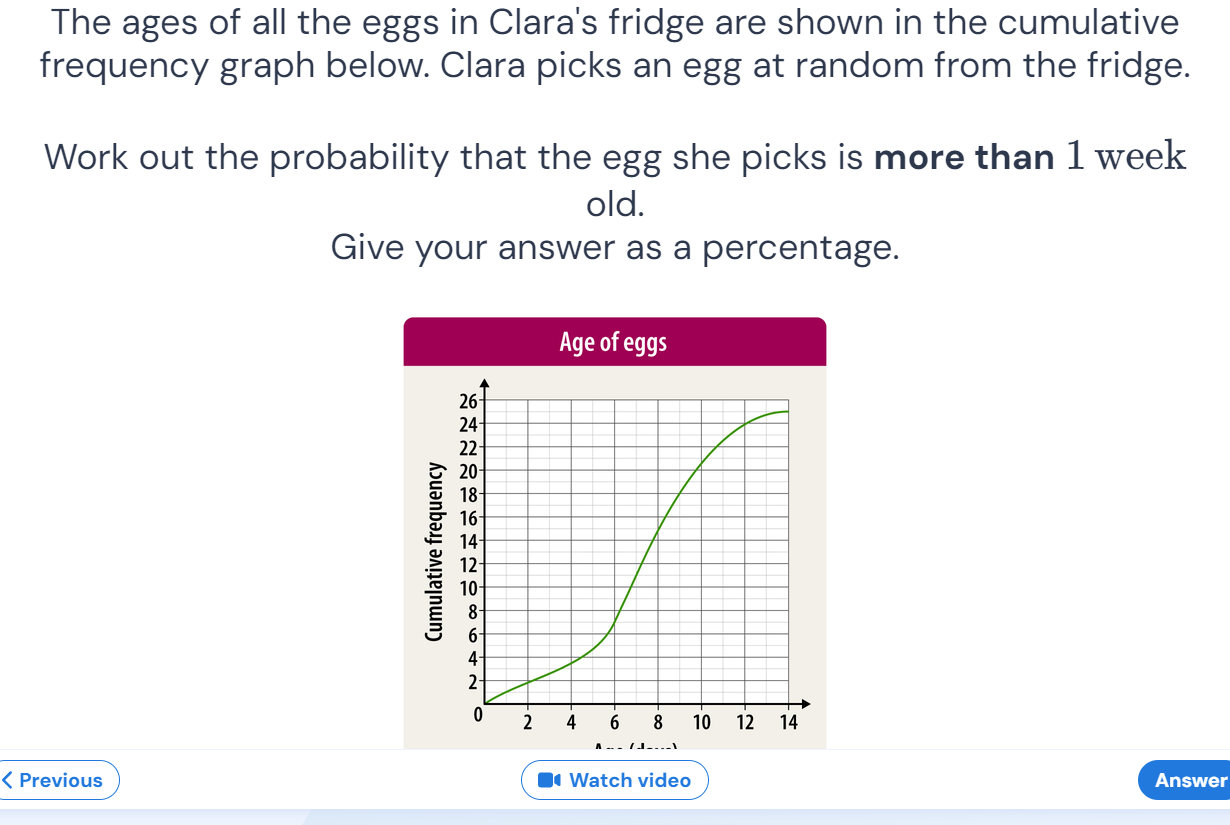 The ages of all the eggs in Clara's fridge are shown in the cumulative
frequency graph below. Clara picks an egg at random from the fridge.
Work out the probability that the egg she picks is more than 1 week
old.
Give your answer as a percentage.
Age of eggs
Cumulative frequency
26
24
22
20
18
16
14
12
10
8
6
4
2
0
2 4 6 8 10 12 14
Age (days)
Previous
Watch video
Answer